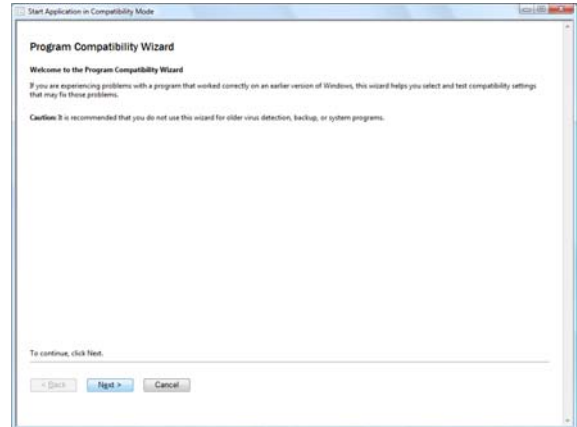 Start Application in Compatibility Mode
Program Compatibility Wizard
Welcome to the Program Compatibility Wizard
If you are experiencing problems with a program that worked correctly on an earlier version of Windows, this wizard helps you select and test compatibility settings
that may fix those problems.
Caution: It is recommended that you do not use this wizard for older virus detection, backup, or system programs.
To continue, click Next.
< Back
Next >
Cancel